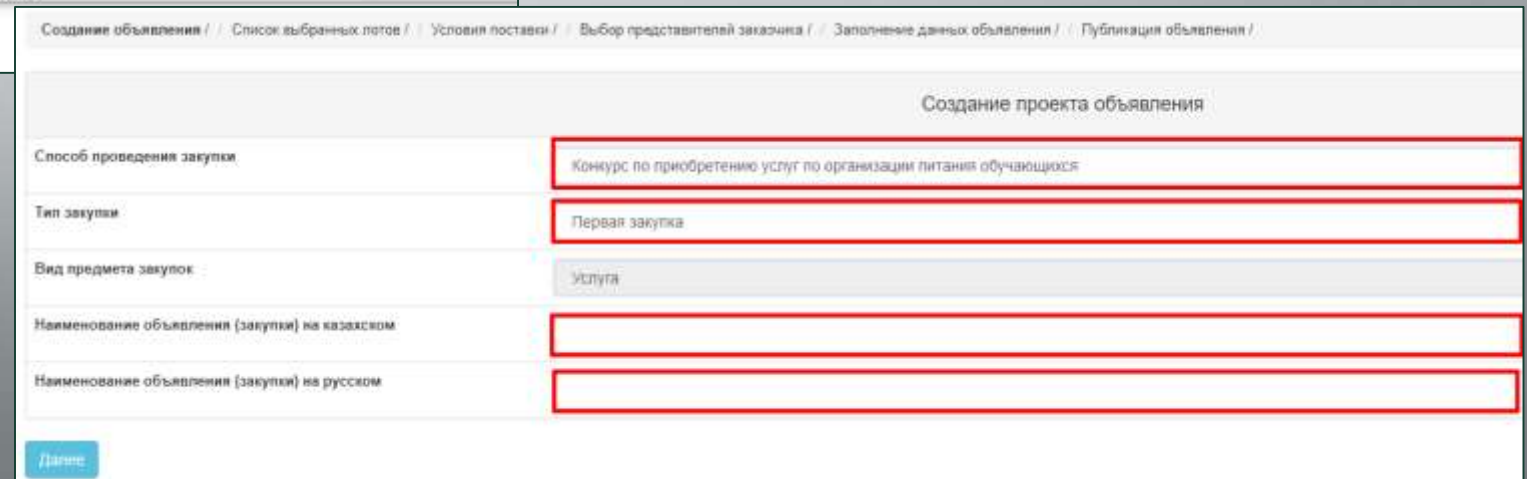 Создание объявления / / Список выбранных лотов / / Условия поставки / / Выбор представителей заказчика / / Заполнение данных объявления / / Публикация объявления /
Создание проекта объявления
Способ проведения закупки
Конкурс по приобретению услуг по организации питания обучающихся
Тип закупки
Первая закупка
Вид предмета закупок
Услуга
Наименование объявления (закупки) на казахском
Наименование объявления (закупки) на русском
Далее